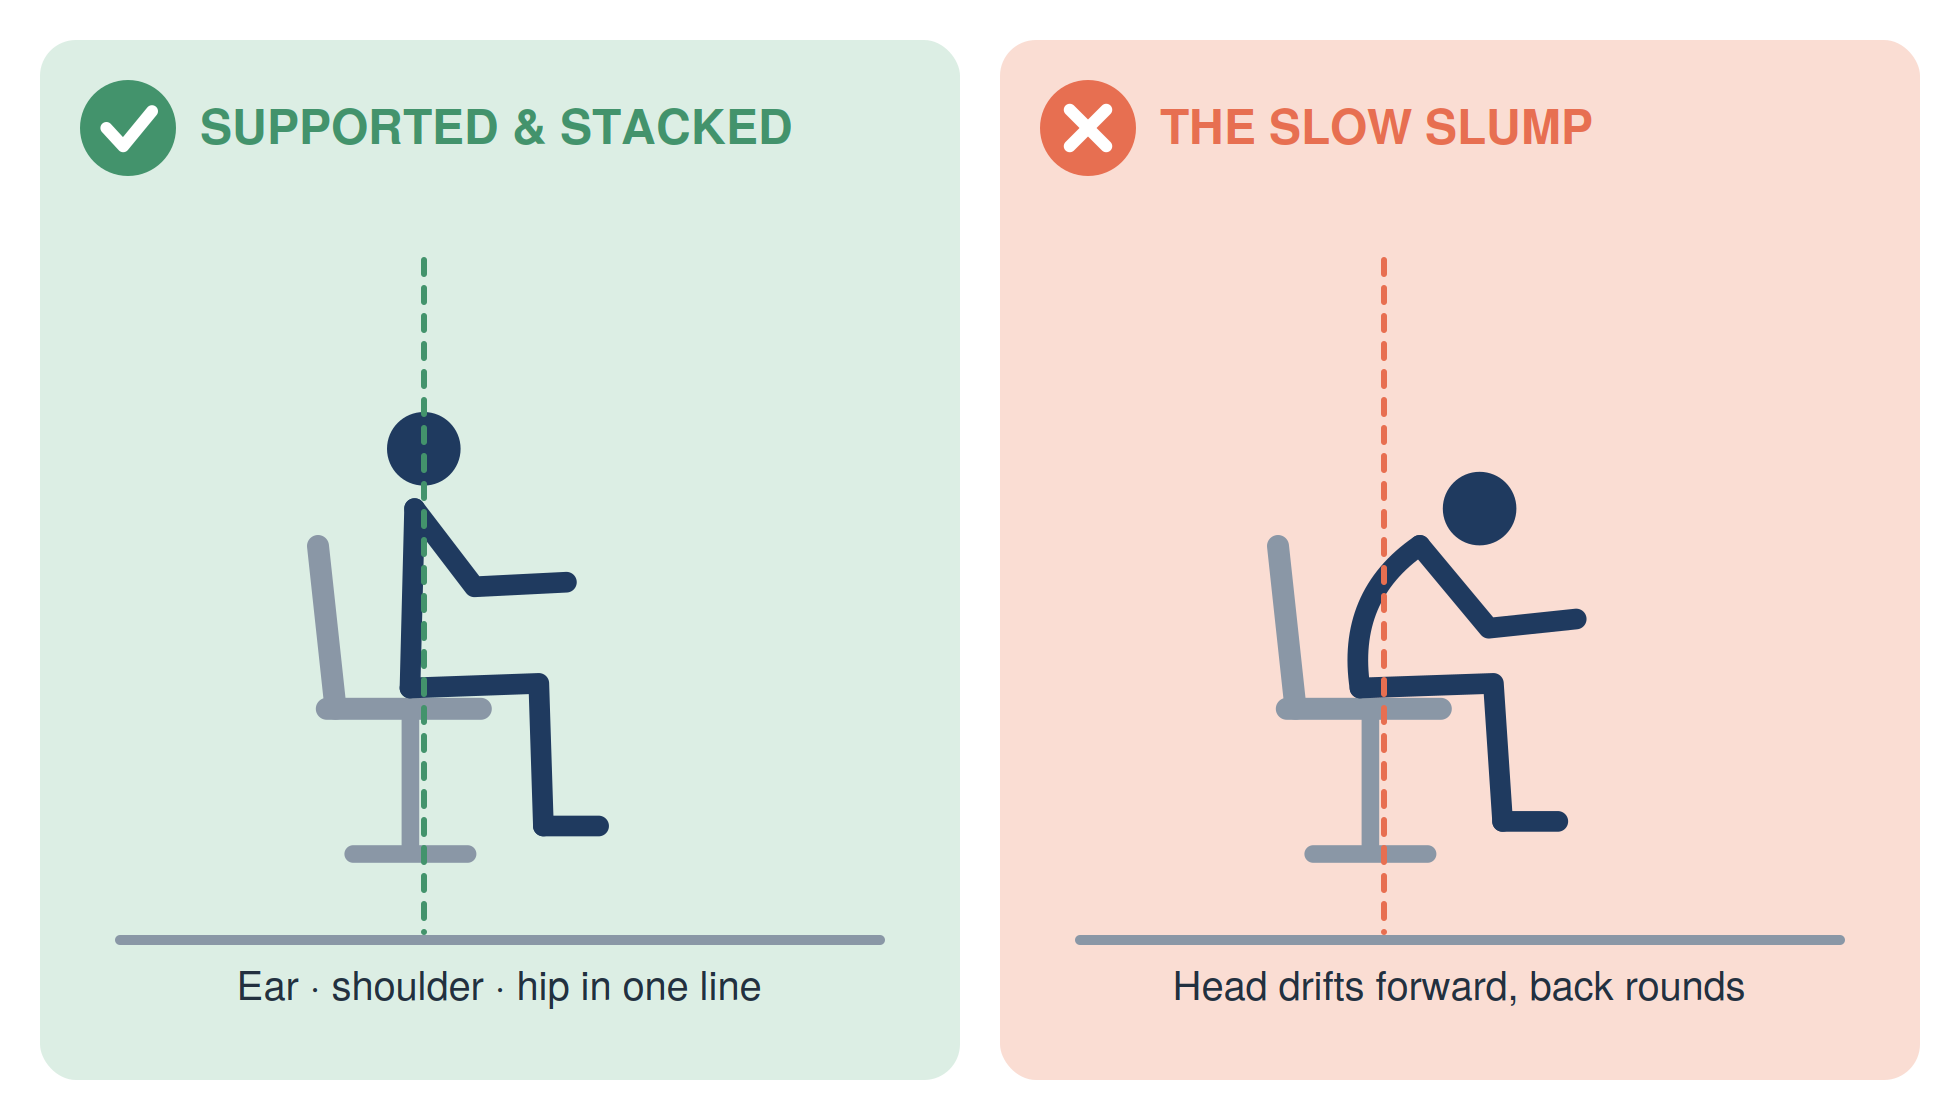 SUPPORTED & STACKED
Ear · shoulder · hip in one line
THE SLOW SLUMP
Head drifts forward, back rounds